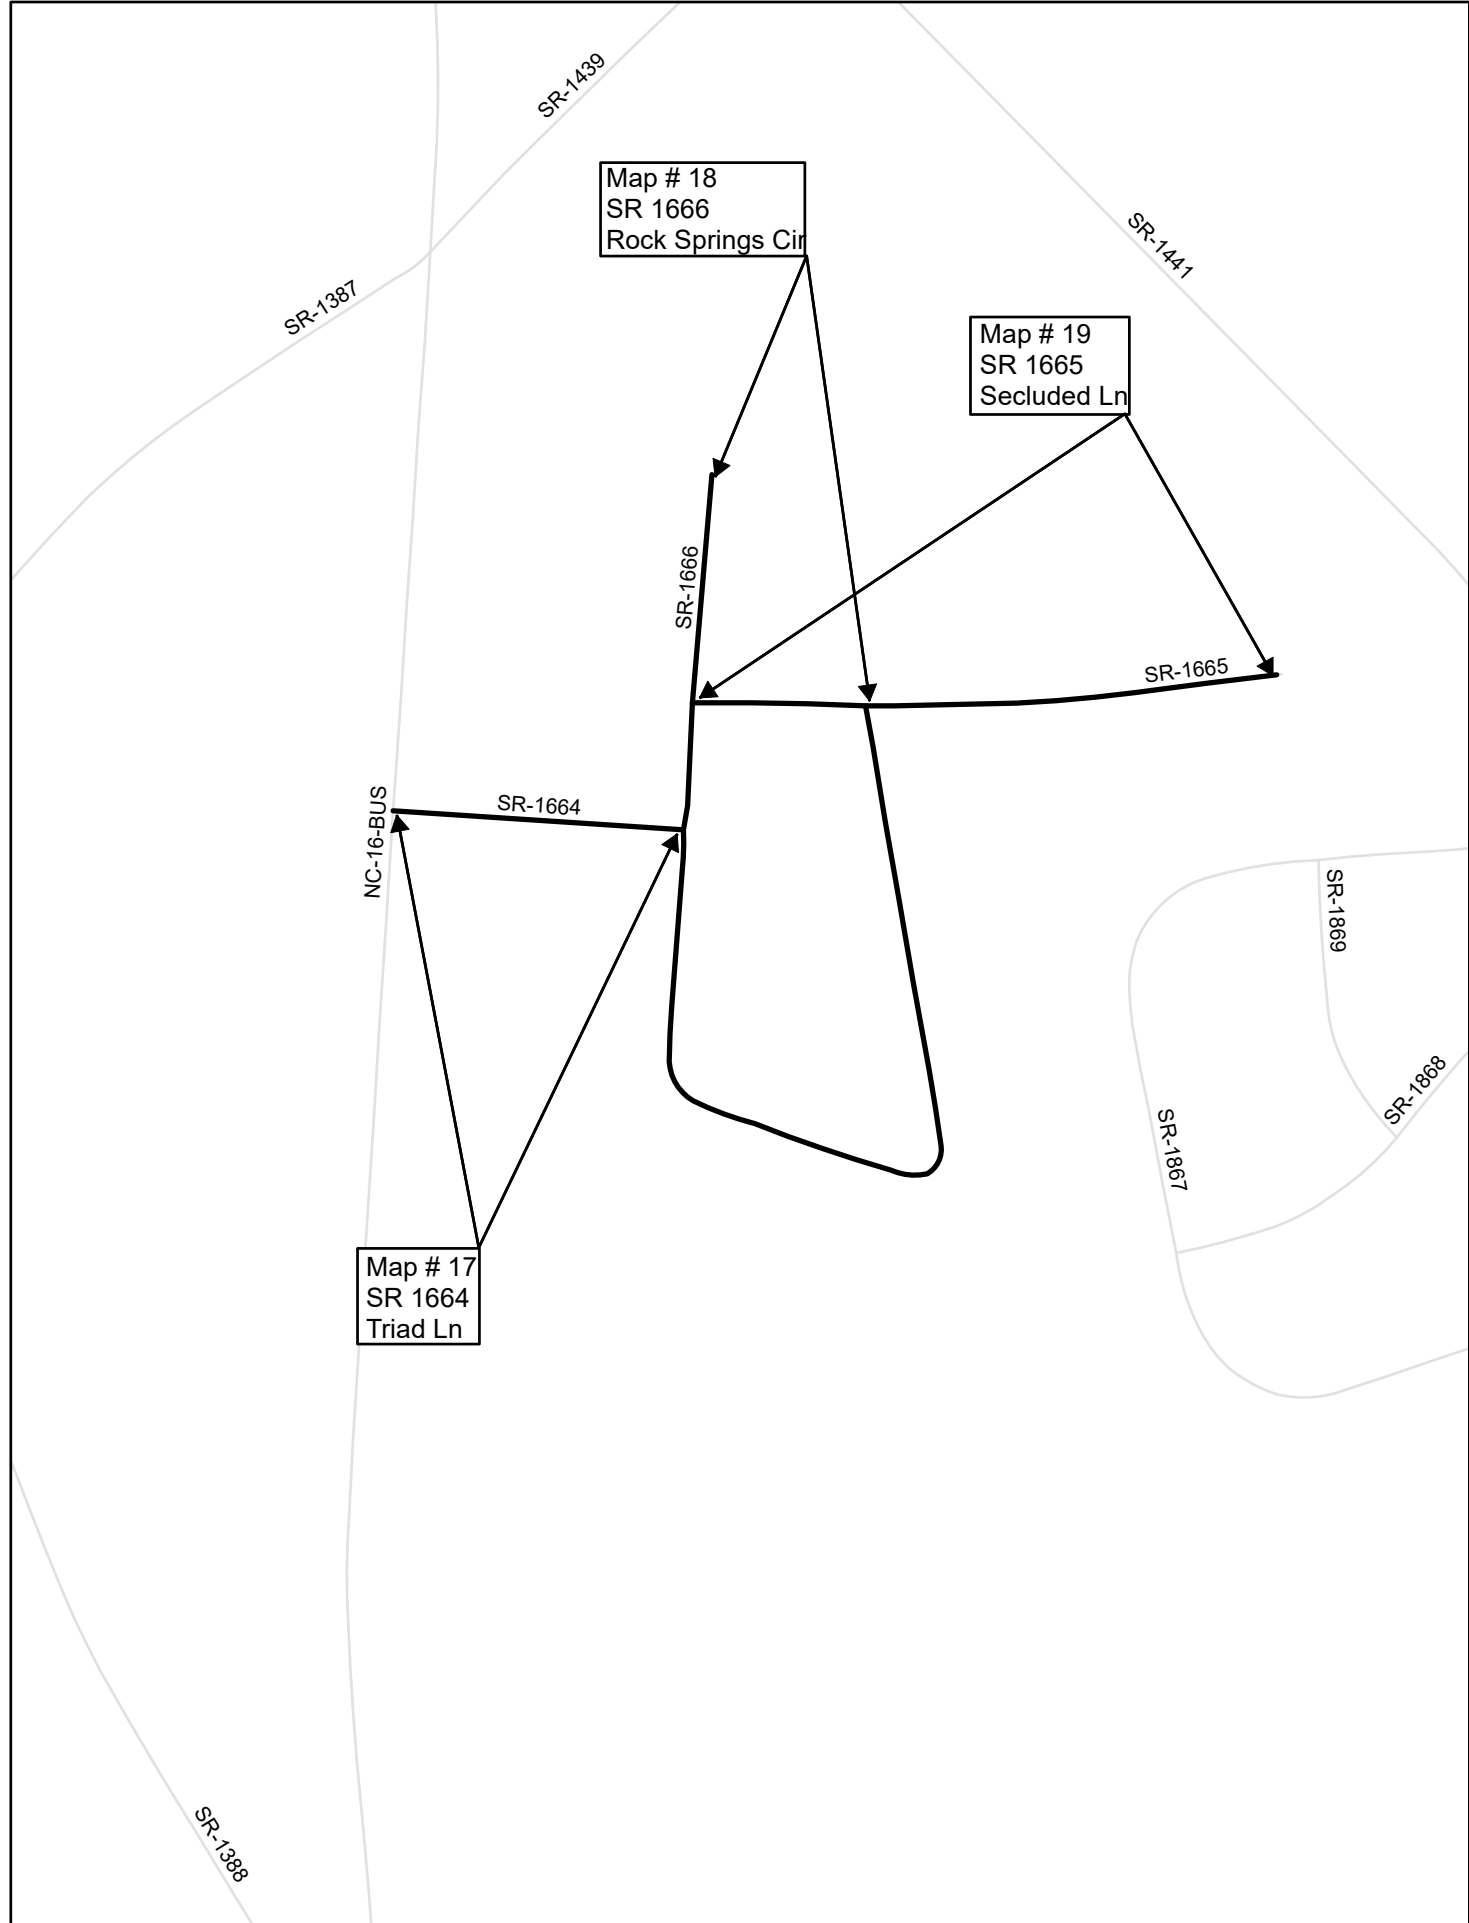 SR-1439
Map # 18
SR 1666
Rock Springs Cir
SR-1441
SR-1387
Map # 19
SR 1665
Secluded Ln
SR-1666
SR-1665
NC-16-BUS
SR-1664
SR-1869
SR-1868
SR-1867
Map # 17
SR 1664
Triad Ln
SR-1388